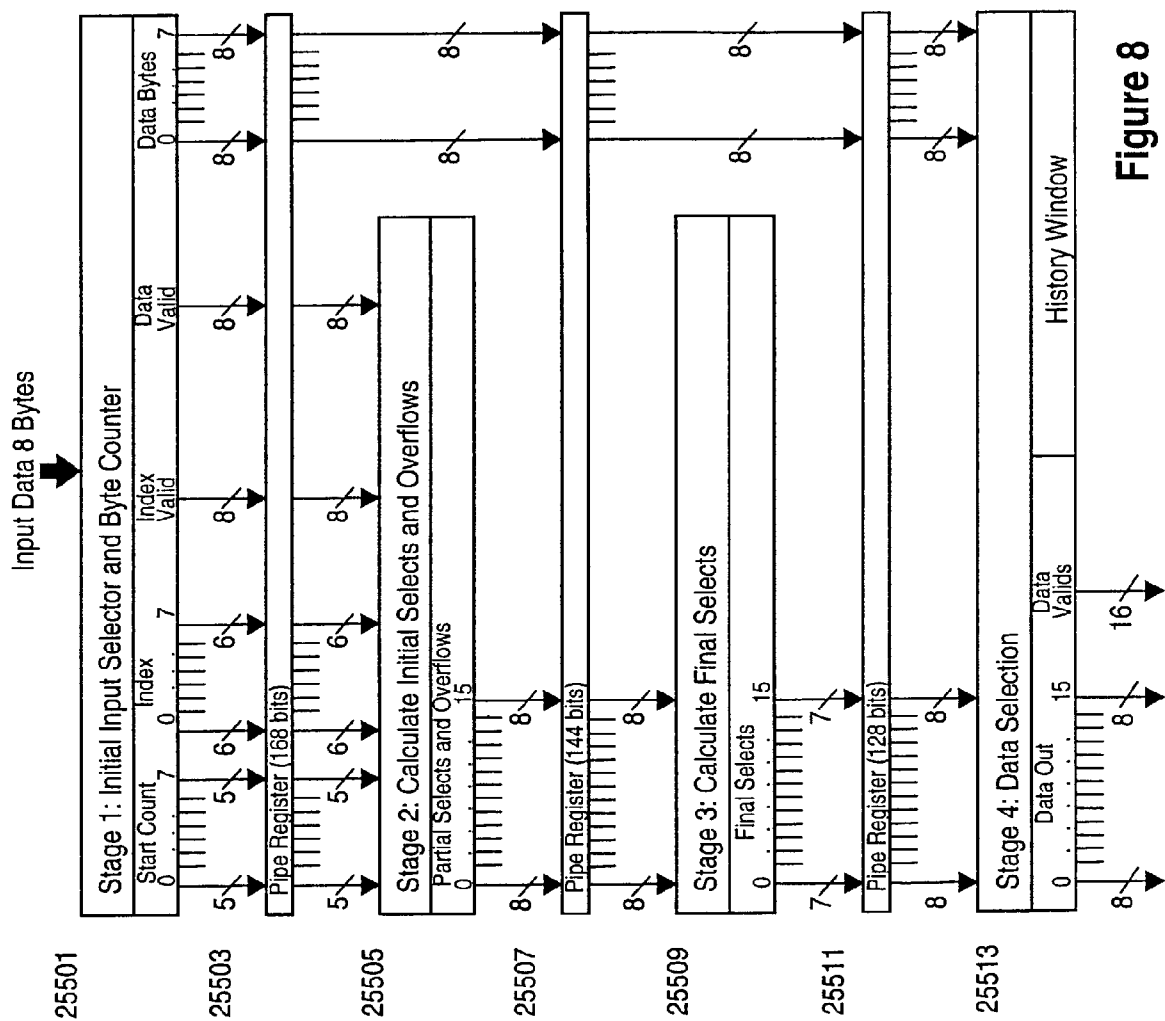 Input Data 8 Bytes
25501
Stage 1: Initial Input Selector and Byte Counter
Start Count
0 7
Index
0 7
Index
Valid
Data
Valid
Data Bytes
0 7
25503
5 5 6 6 8 8 8 8
Pipe Register (168 bits)
5 5 6 6 8 8 8 8
25505
Stage 2: Calculate Initial Selects and Overflows
Partial Selects and Overflows
0 15
8 8
25507
Pipe Register (144 bits)
8 8 8 8
25509
Stage 3: Calculate Final Selects
Final Selects
0 15
7 7
25511
Pipe Register (128 bits)
8 8 8 8
25513
Stage 4: Data Selection
Data Out
0 15
Data
Valids
History Window
8 8 16
Figure 8